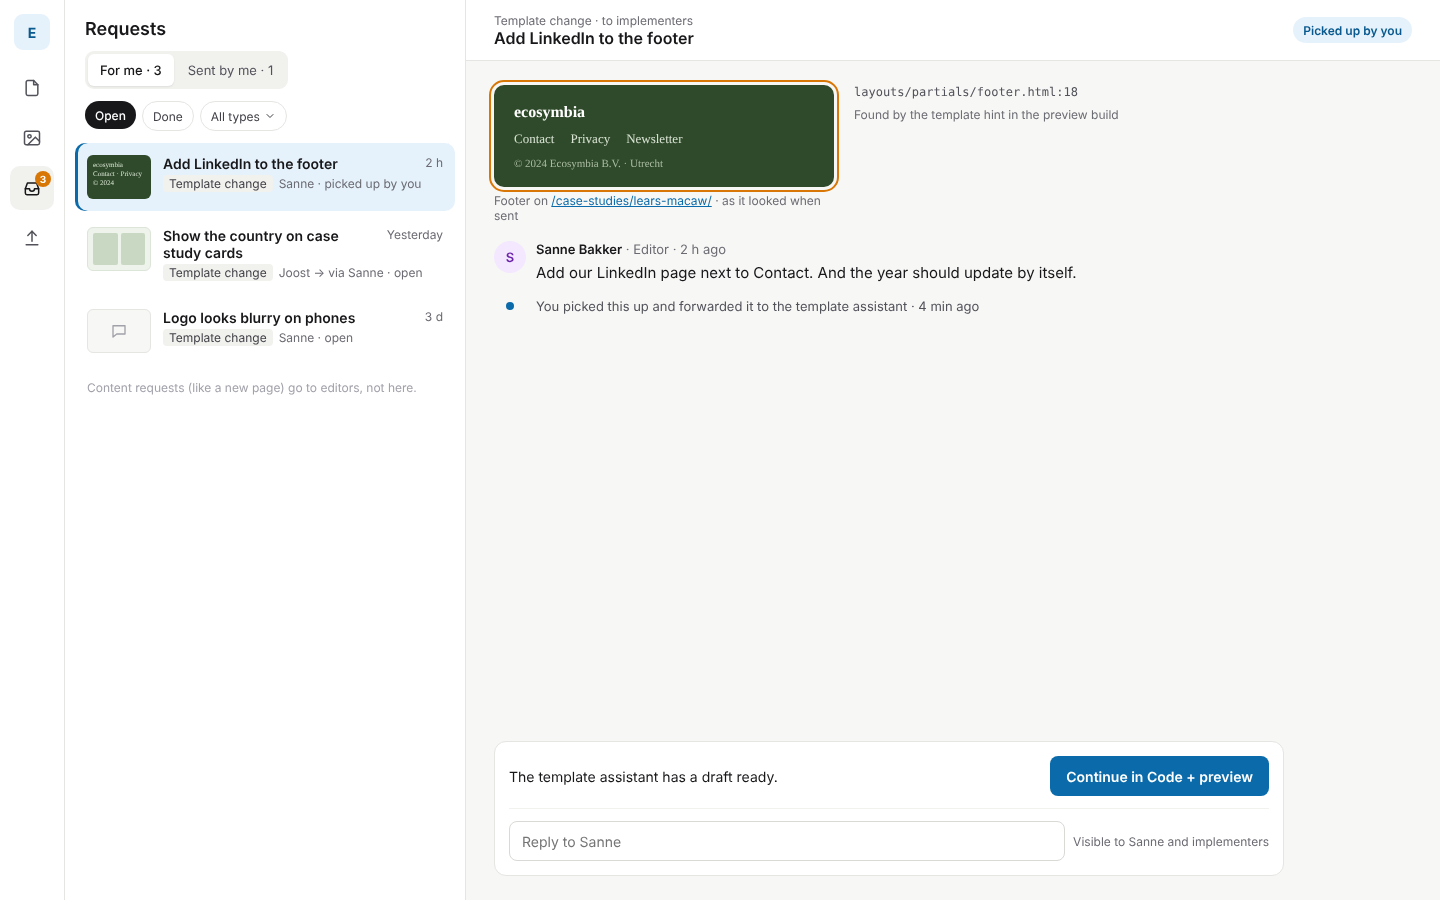 E
3
Requests
For me · 3
Sent by me · 1
Open
Done
All types
ecosymbia
Contact · Privacy
© 2024
Add LinkedIn to the footer
2 h
Template change
Sanne · picked up by you
Show the country on case
study cards
Yesterday
Template change
Joost → via Sanne · open
Logo looks blurry on phones
3 d
Template change
Sanne · open
Content requests (like a new page) go to editors, not here.
Template change · to implementers
Add LinkedIn to the footer
Picked up by you
ecosymbia
Contact Privacy Newsletter
© 2024 Ecosymbia B.V. · Utrecht
layouts/partials/footer.html:18
Found by the template hint in the preview build
Footer on /case-studies/lears-macaw/ · as it looked when
sent
S
Sanne Bakker · Editor · 2 h ago
Add our LinkedIn page next to Contact. And the year should update by itself.
You picked this up and forwarded it to the template assistant · 4 min ago
The template assistant has a draft ready.
Continue in Code + preview
Reply to Sanne
Visible to Sanne and implementers